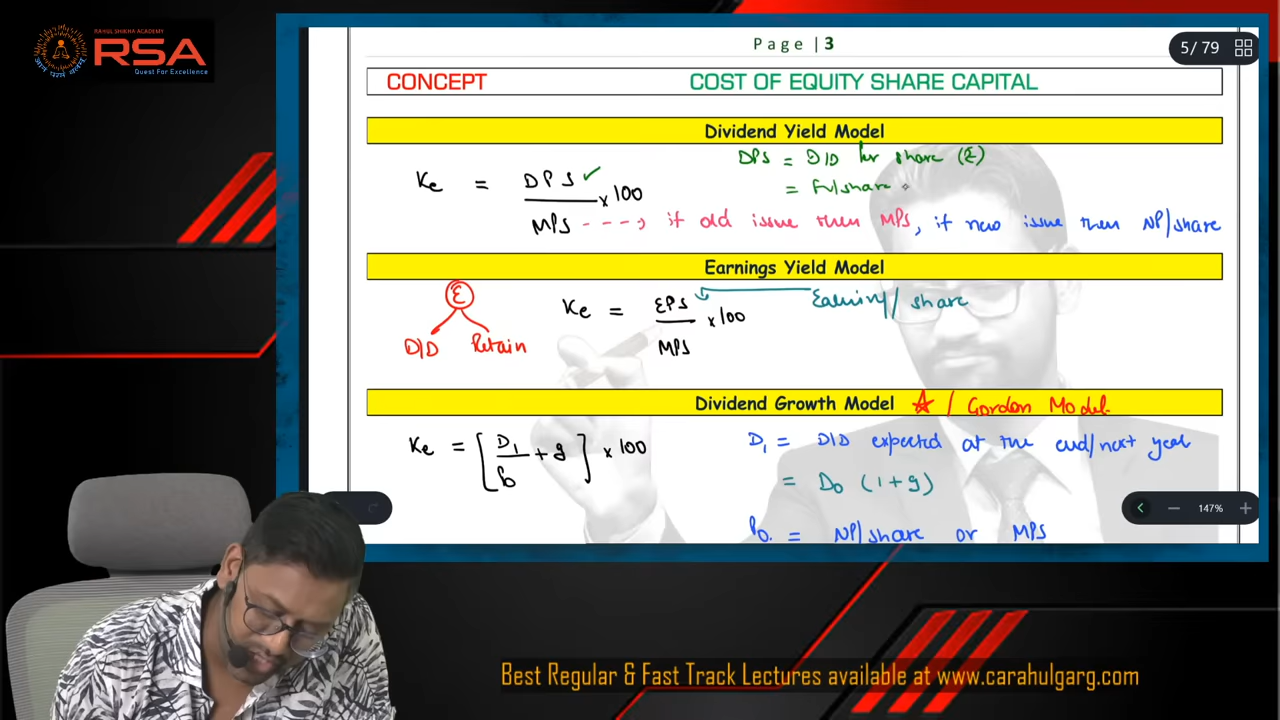 RAHUL SHIKHA ACADEMY
RSA
Quest For Excellence
Page | 3
5 / 79
CONCEPT COST OF EQUITY SHARE CAPITAL
Dividend Yield Model
Ke = DPS ✓ / MPS × 100
DPS = D/D Per share (₹)
= FV/share
MPS ----> if old issue then MPS, if new issue then NP/share
Earnings Yield Model
E
D/D Retain
Ke = EPS / MPS × 100
Earning/share
Dividend Growth Model ☆ / Gordon Model
Ke = [D1 / P0 + g] × 100
D1 = D/D expected at the end/next year
= D0 (1+g)
P0 = NP/share or MPS
147%
Best Regular & Fast Track Lectures available at www.carahulgarg.com